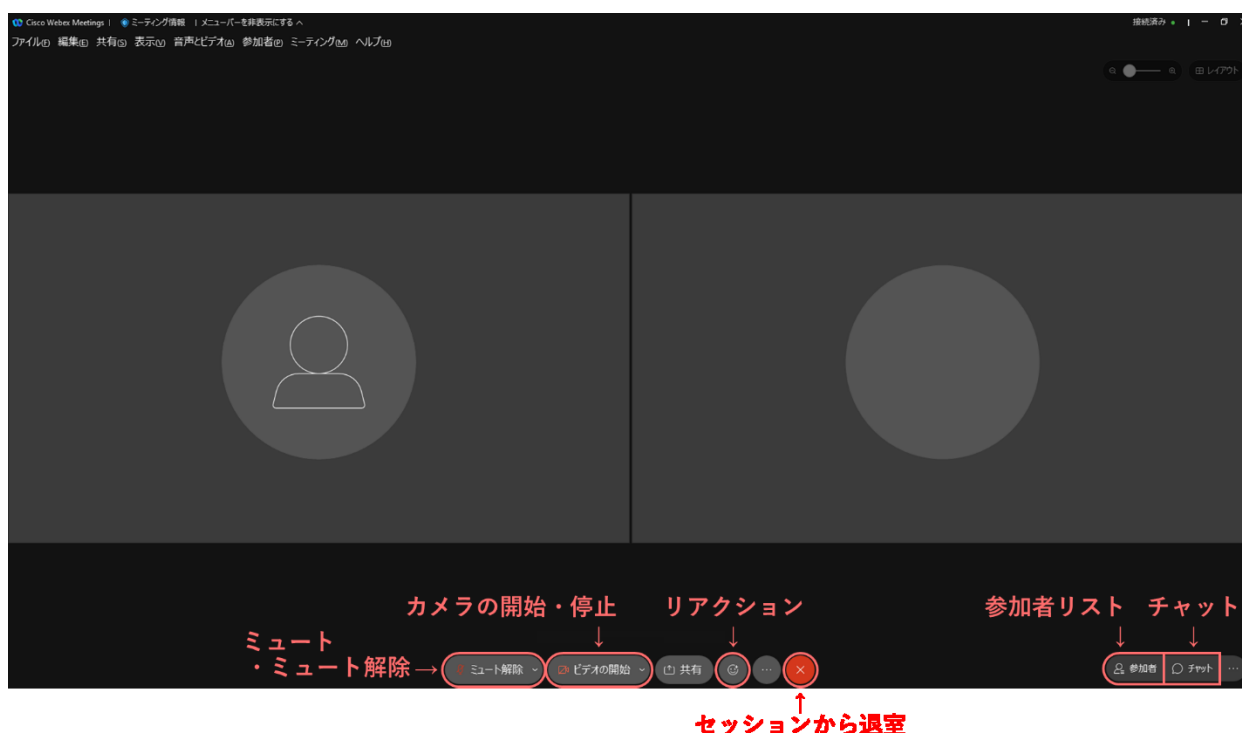 Cisco Webex Meetings | ミーティング情報 | メニューバーを非表示にする ヘ 接続済み
ファイル(F) 編集(E) 共有(S) 表示(V) 音声とビデオ(A) 参加者(P) ミーティング(M) ヘルプ(H)
レイアウト
カメラの開始・停止 リアクション 参加者リスト チャット
ミュート
・ミュート解除→
ミュート解除 ビデオの開始 共有 参加者 チャット
セッションから退室